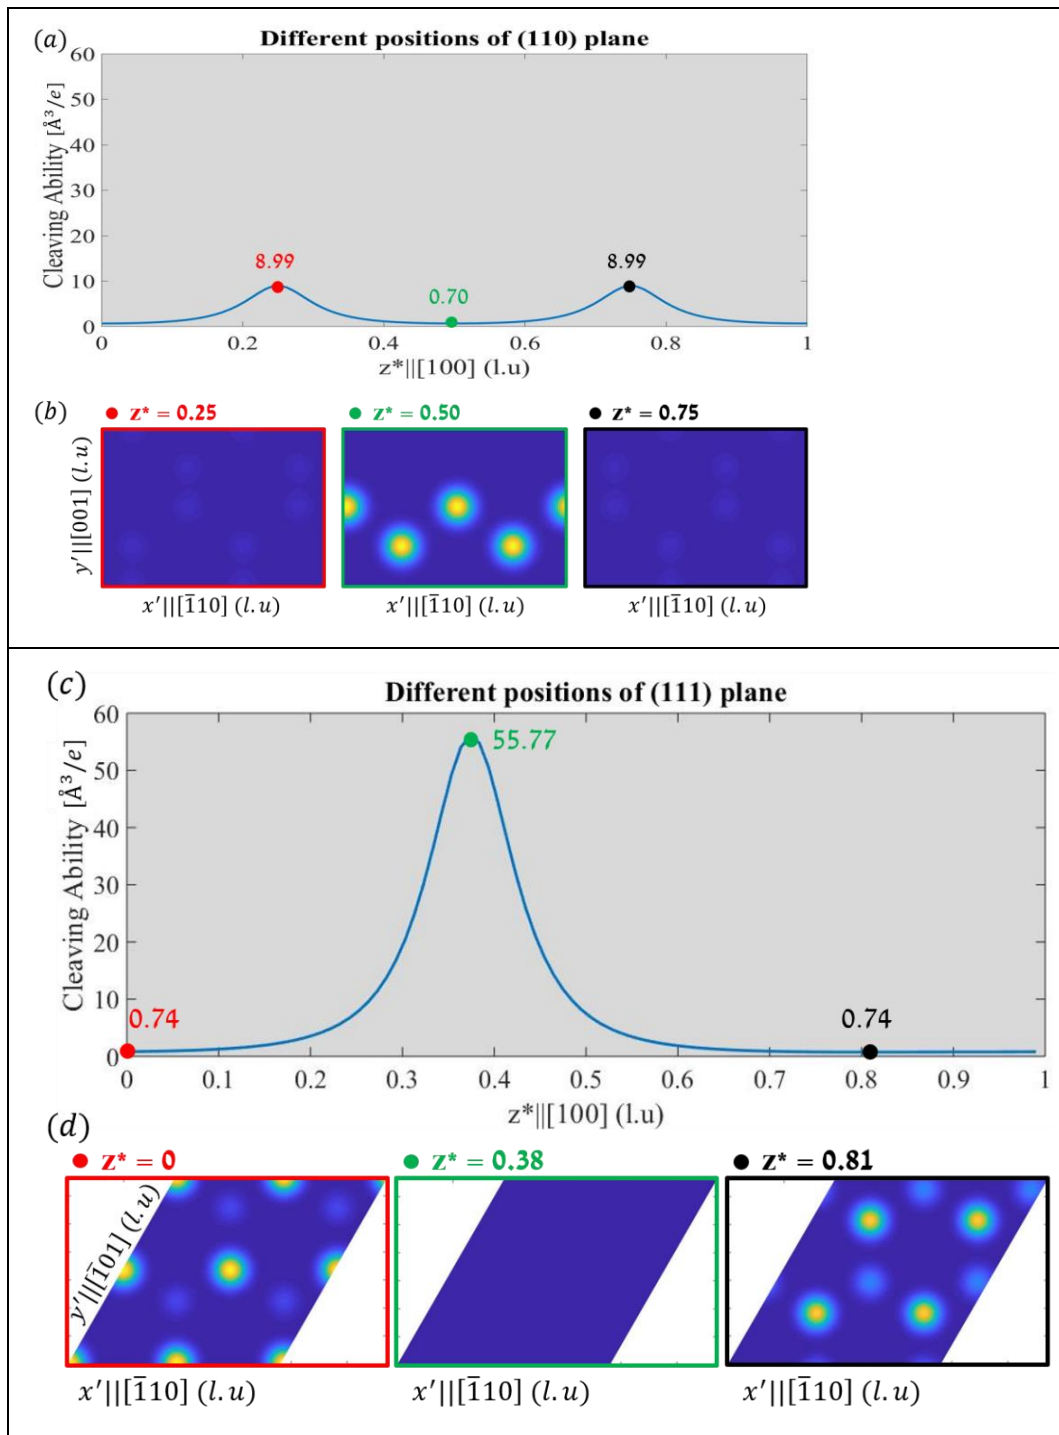 (a)
Different positions of (110) plane
Cleaving Ability [Å³/e]
60
50
40
30
20
10
0
8.99
0.70
8.99
0
0.2
0.4
0.6
0.8
1
z*||[100] (l.u)
(b)
z* = 0.25
z* = 0.50
z* = 0.75
y′||[001] (l.u)
x′||[1̅10] (l.u)
x′||[1̅10] (l.u)
x′||[1̅10] (l.u)
(c)
Different positions of (111) plane
Cleaving Ability [Å³/e]
60
50
40
30
20
10
0
55.77
0.74
0.74
0
0.1
0.2
0.3
0.4
0.5
0.6
0.7
0.8
0.9
1
z*||[100] (l.u)
(d)
z* = 0
z* = 0.38
z* = 0.81
y′||[1̅01] (l.u)
x′||[1̅10] (l.u)
x′||[1̅10] (l.u)
x′||[1̅10] (l.u)